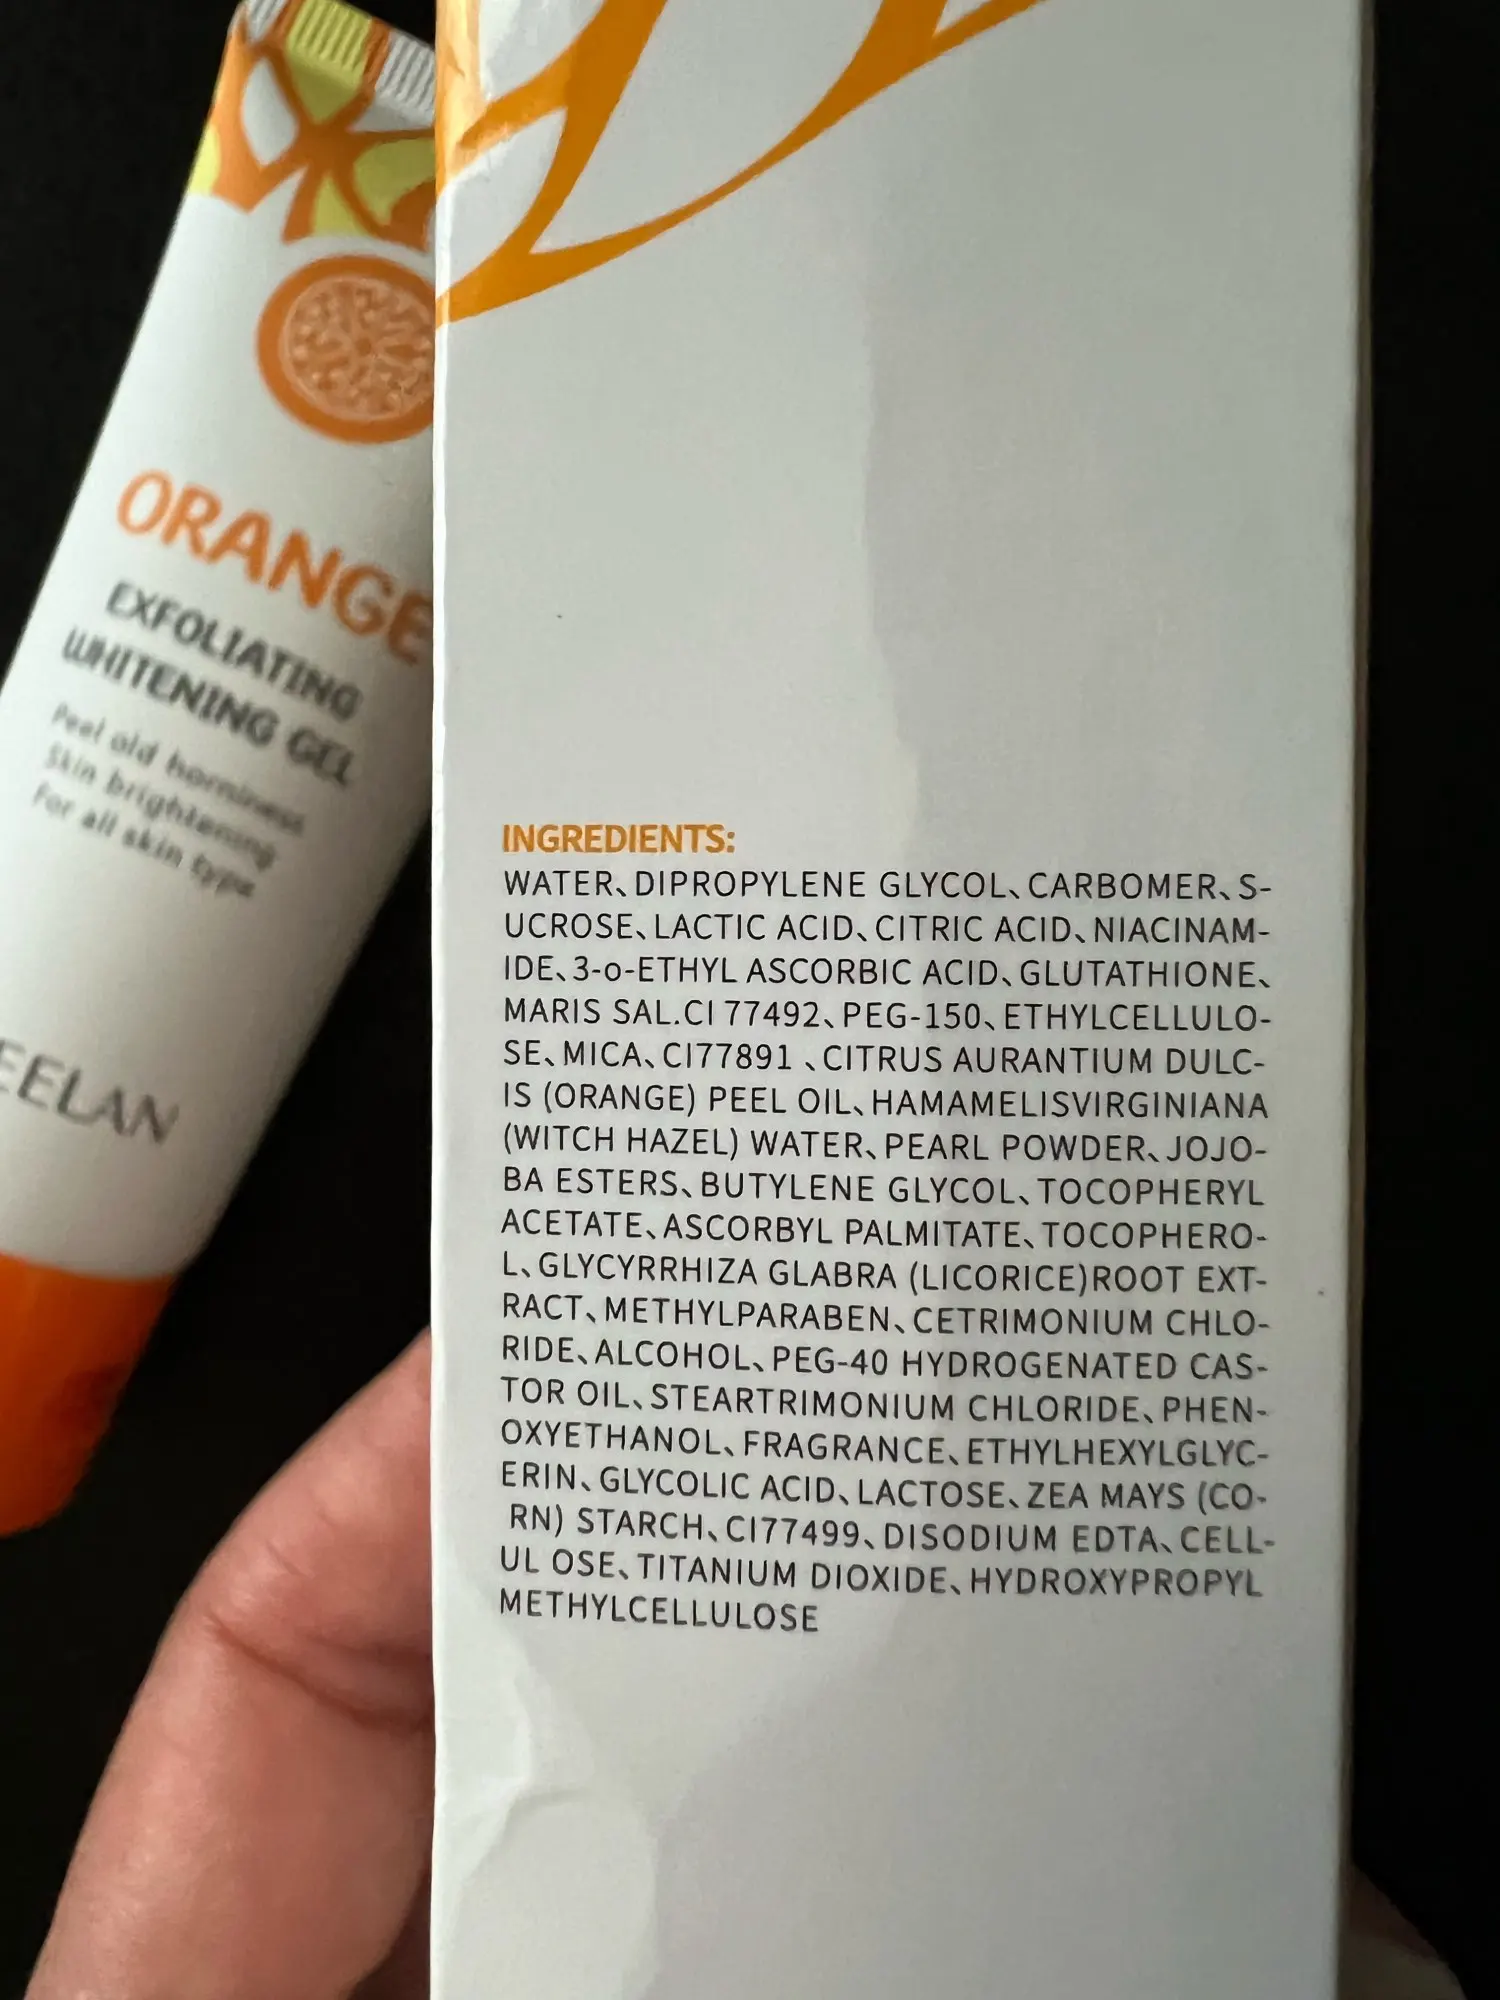 ORANGE
EXFOLIATING
WHITENING GEL
Peel old horniness
Skin brightening
For all skin type
EELAN
INGREDIENTS:
WATER、DIPROPYLENE GLYCOL、CARBOMER、S-
UCROSE、LACTIC ACID、CITRIC ACID、NIACINAM-
IDE、3-o-ETHYL ASCORBIC ACID、GLUTATHIONE、
MARIS SAL.CI 77492、PEG-150、ETHYLCELLULO-
SE、MICA、CI77891 、CITRUS AURANTIUM DULC-
IS (ORANGE) PEEL OIL、HAMAMELISVIRGINIANA
(WITCH HAZEL) WATER、PEARL POWDER、JOJO-
BA ESTERS、BUTYLENE GLYCOL、TOCOPHERYL
ACETATE、ASCORBYL PALMITATE、TOCOPHERO-
L、GLYCYRRHIZA GLABRA (LICORICE)ROOT EXT-
RACT、METHYLPARABEN、CETRIMONIUM CHLO-
RIDE、ALCOHOL、PEG-40 HYDROGENATED CAS-
TOR OIL、STEARTRIMONIUM CHLORIDE、PHEN-
OXYETHANOL、FRAGRANCE、ETHYLHEXYLGLYC-
ERIN、GLYCOLIC ACID、LACTOSE、ZEA MAYS (CO-
RN) STARCH、CI77499、DISODIUM EDTA、CELL-
UL OSE、TITANIUM DIOXIDE、HYDROXYPROPYL
METHYLCELLULOSE